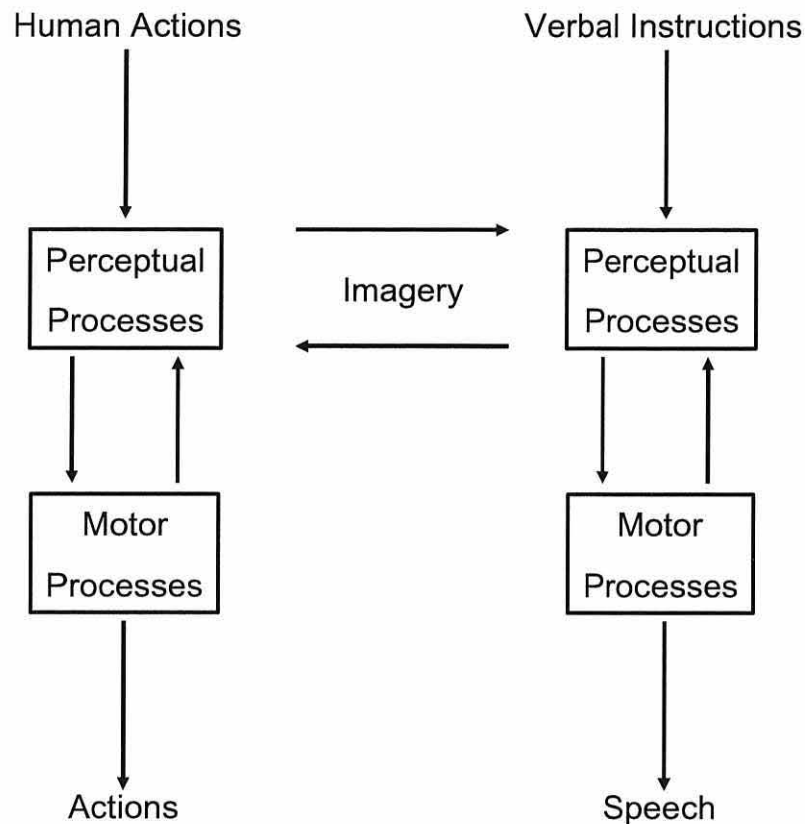 Human Actions
Verbal Instructions
Perceptual
Processes
Imagery
Perceptual
Processes
Motor
Processes
Motor
Processes
Actions
Speech